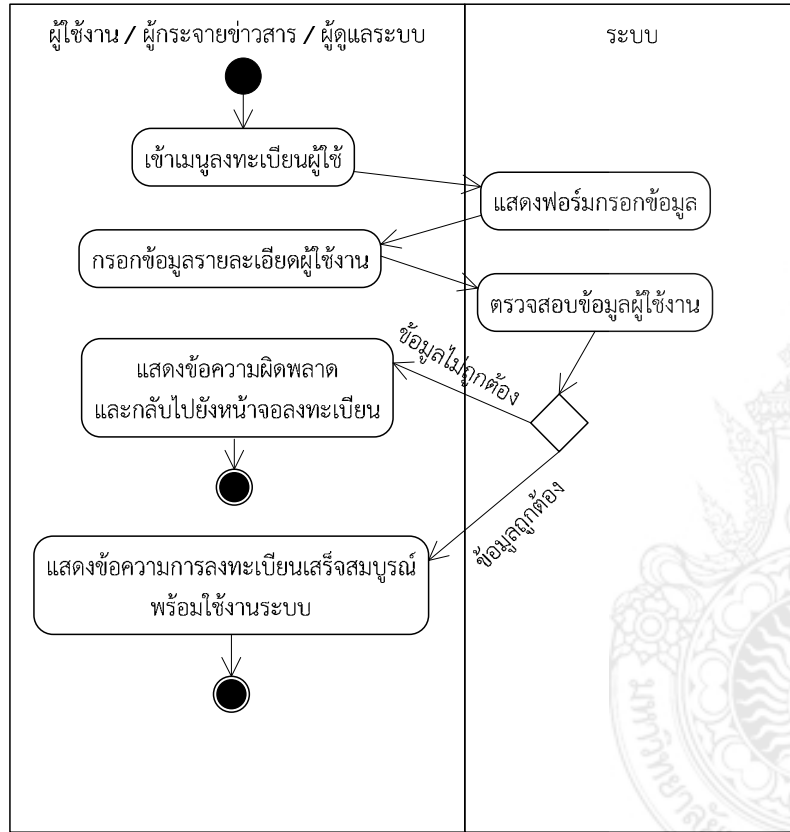 ผู้ใช้งาน / ผู้กระจายข่าวสาร / ผู้ดูแลระบบ
ระบบ
เข้าเมนูลงทะเบียนผู้ใช้
แสดงฟอร์มกรอกข้อมูล
กรอกข้อมูลรายละเอียดผู้ใช้งาน
ตรวจสอบข้อมูลผู้ใช้งาน
ข้อมูลไม่ถูกต้อง
แสดงข้อความผิดพลาด
และกลับไปยังหน้าจอลงทะเบียน
ข้อมูลถูกต้อง
แสดงข้อความการลงทะเบียนเสร็จสมบูรณ์
พร้อมใช้งานระบบ